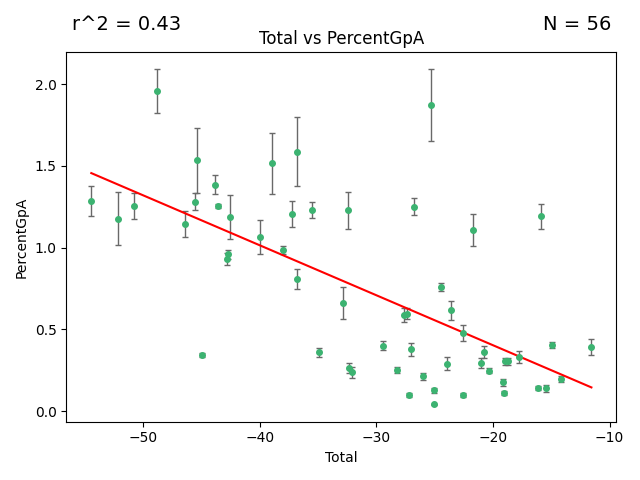 r^2 = 0.43
N = 56
Total vs PercentGpA
PercentGpA
2.0
1.5
1.0
0.5
0.0
−50
−40
−30
−20
−10
Total